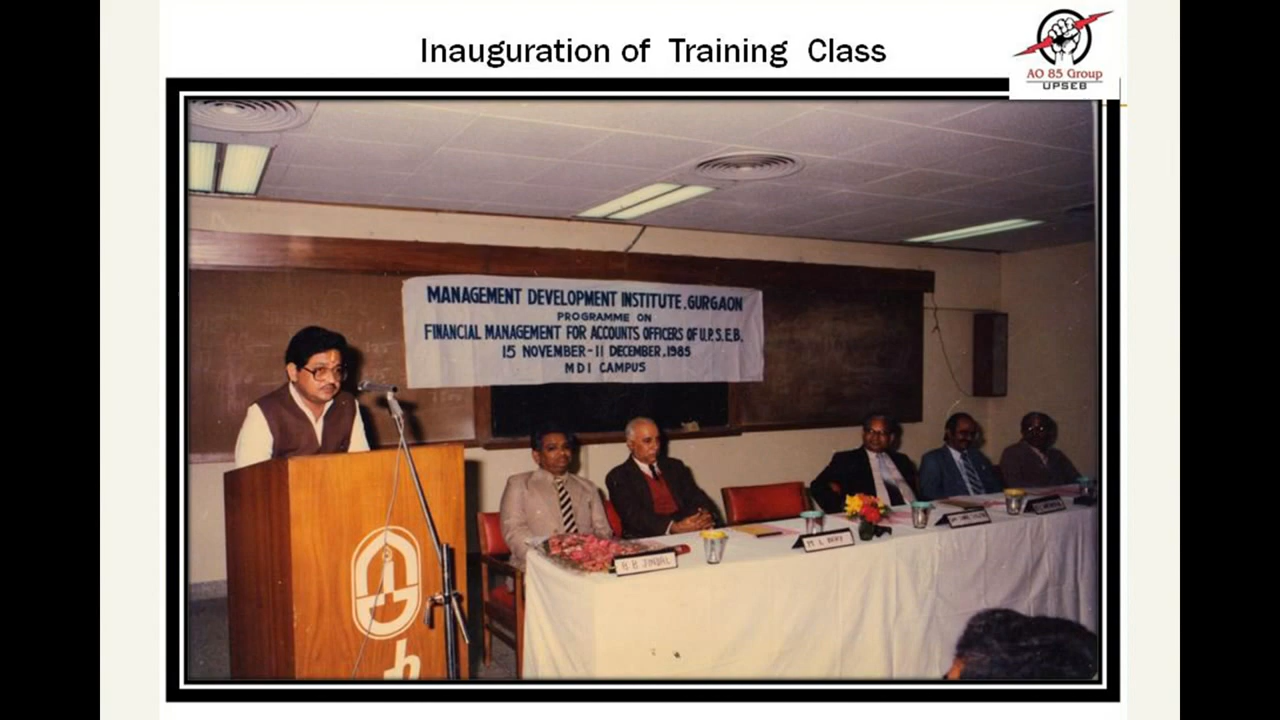 Inauguration of Training Class
AO 85 Group
UPSEB
MANAGEMENT DEVELOPMENT INSTITUTE, GURGAON
PROGRAMME ON
FINANCIAL MANAGEMENT FOR ACCOUNTS OFFICERS OF U.P.S.E.B.
15 NOVEMBER-11 DECEMBER, 1985
MDI CAMPUS
B B JINDAL